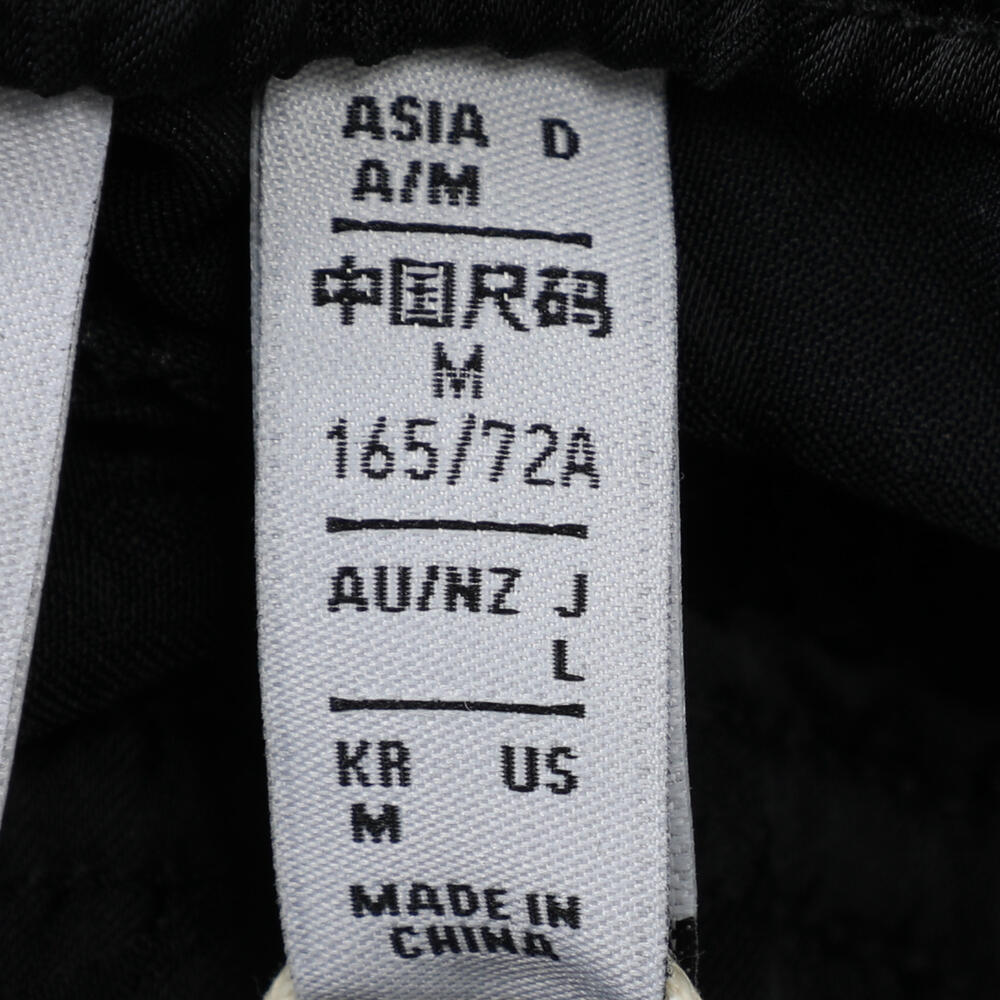 ASIA D
A/M
中国尺码
M
165/72A
AU/NZ J
L
KR US
M
MADE IN
CHINA